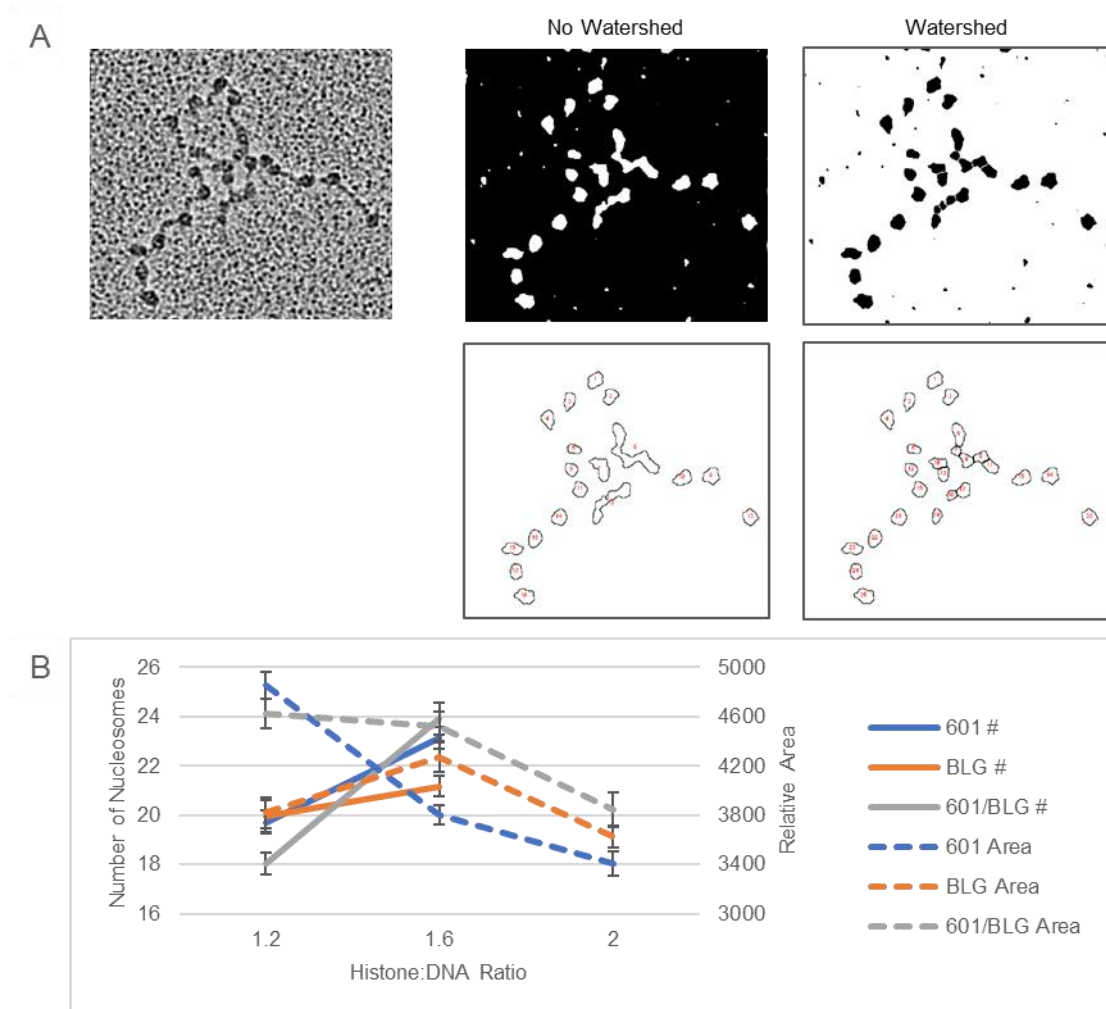 A
No Watershed
Watershed
B
Number of Nucleosomes
26
24
22
20
18
16
5000
4600
4200
3800
3400
3000
Relative Area
1.2
1.6
2
Histone:DNA Ratio
601 #
BLG #
601/BLG #
601 Area
BLG Area
601/BLG Area